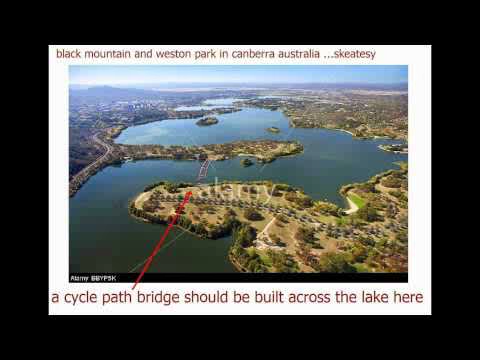 black mountain and weston park in canberra australia ...skeatesy
alamy
Alamy BBYP5K
a cycle path bridge should be built across the lake here